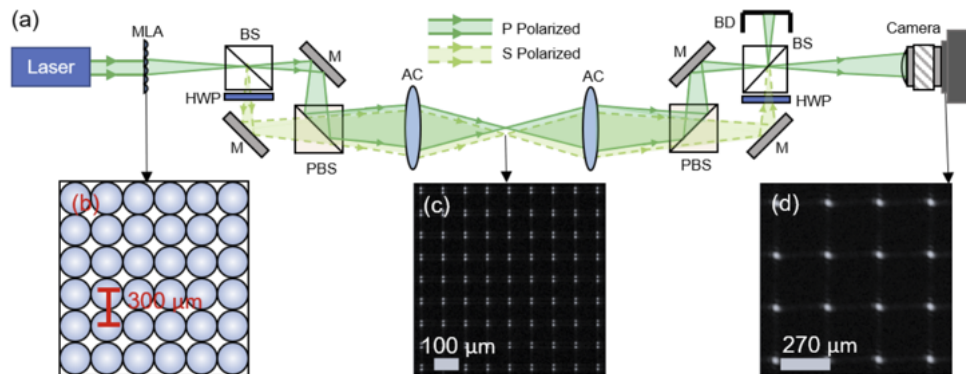 (a)
MLA
BS
P Polarized
S Polarized
BD
BS
Camera
Laser
M
M
HWP
AC
AC
HWP
M
PBS
PBS
M
(b)
300 μm
(c)
100 μm
(d)
270 μm